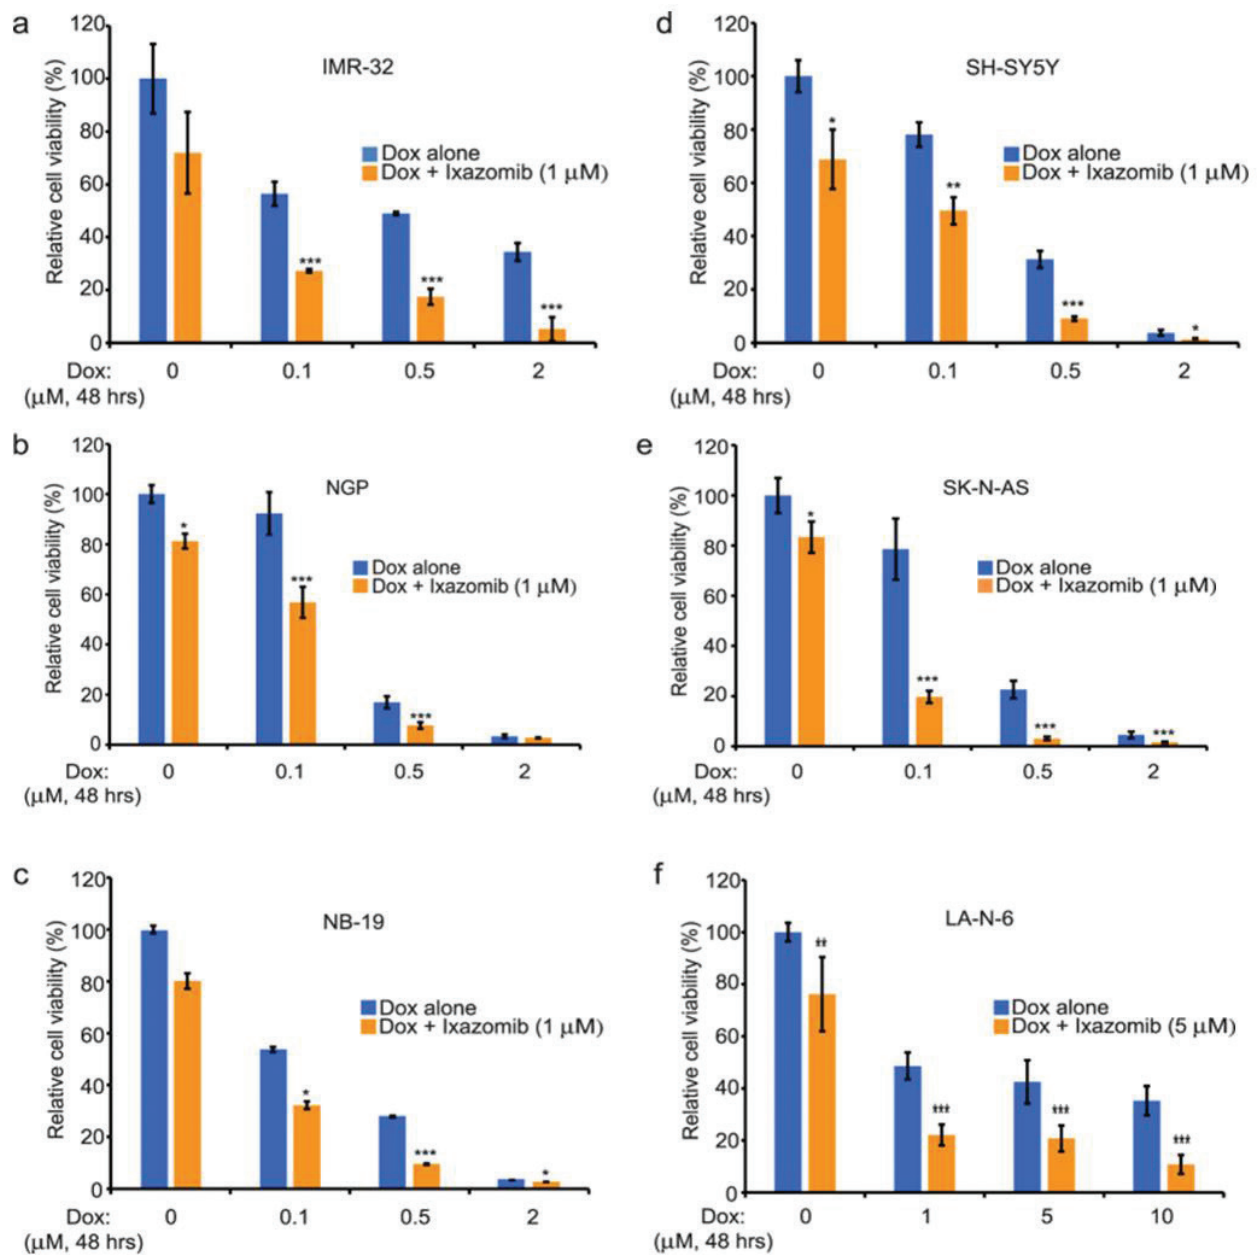 a
IMR-32
Relative cell viability (%)
120
100
80
60
40
20
0
Dox alone
Dox + Ixazomib (1 μM)
***
***
***
Dox: 0 0.1 0.5 2
(μM, 48 hrs)
d
SH-SY5Y
Relative cell viability (%)
120
100
80
60
40
20
0
Dox alone
Dox + Ixazomib (1 μM)
*
**
***
*
Dox: 0 0.1 0.5 2
(μM, 48 hrs)
b
NGP
Relative cell viability (%)
120
100
80
60
40
20
0
Dox alone
Dox + Ixazomib (1 μM)
*
***
***
Dox: 0 0.1 0.5 2
(μM, 48 hrs)
e
SK-N-AS
Relative cell viability (%)
120
100
80
60
40
20
0
Dox alone
Dox + Ixazomib (1 μM)
*
***
***
***
Dox: 0 0.1 0.5 2
(μM, 48 hrs)
c
NB-19
Relative cell viability (%)
120
100
80
60
40
20
0
Dox alone
Dox + Ixazomib (1 μM)
*
***
*
Dox: 0 0.1 0.5 2
(μM, 48 hrs)
f
LA-N-6
Relative cell viability (%)
120
100
80
60
40
20
0
Dox alone
Dox + Ixazomib (5 μM)
‡‡
‡‡‡
‡‡‡
‡‡‡
Dox: 0 1 5 10
(μM, 48 hrs)